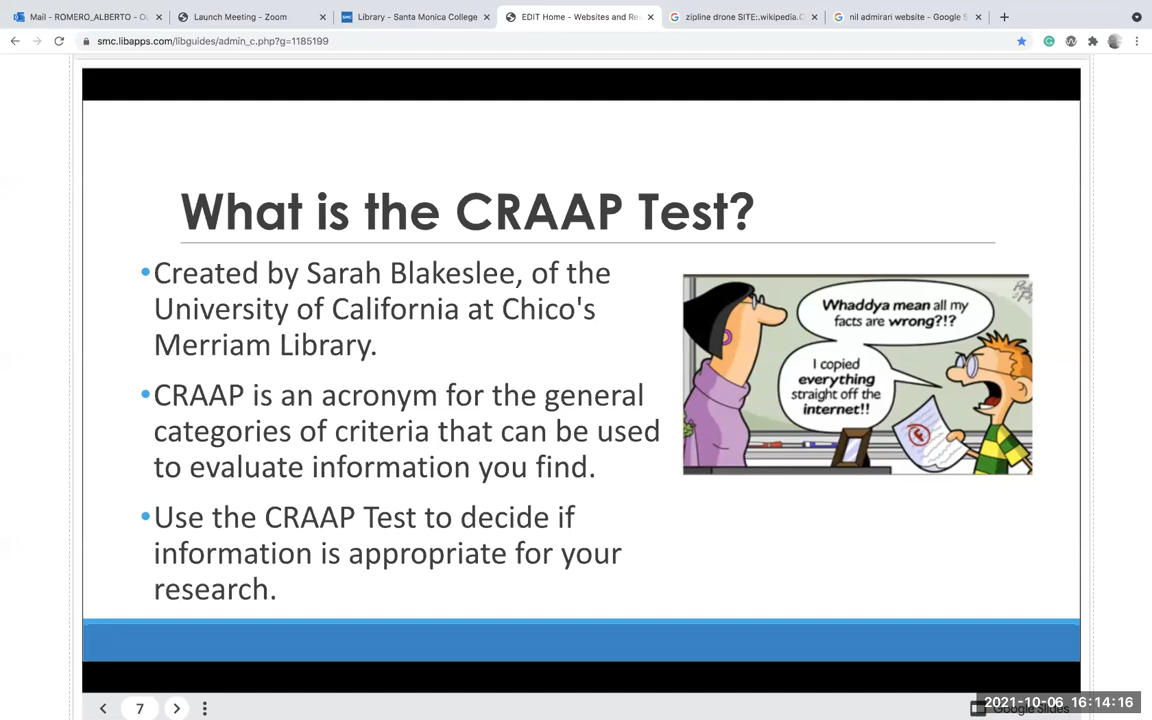 Mail - ROMERO_ALBERTO - Ou
Launch Meeting - Zoom
Library - Santa Monica College
EDIT Home - Websites and Res
zipline drone SITE:.wikipedia.C
nil admirari website - Google S
smc.libapps.com/libguides/admin_c.php?g=1185199
What is the CRAAP Test?
•Created by Sarah Blakeslee, of the
University of California at Chico's
Merriam Library.
•CRAAP is an acronym for the general
categories of criteria that can be used
to evaluate information you find.
•Use the CRAAP Test to decide if
information is appropriate for your
research.
Whaddya mean all my
facts are wrong?!?
I copied
everything
straight off the
internet!!
F
7
2021-10-06 16:14:16
Google Slides